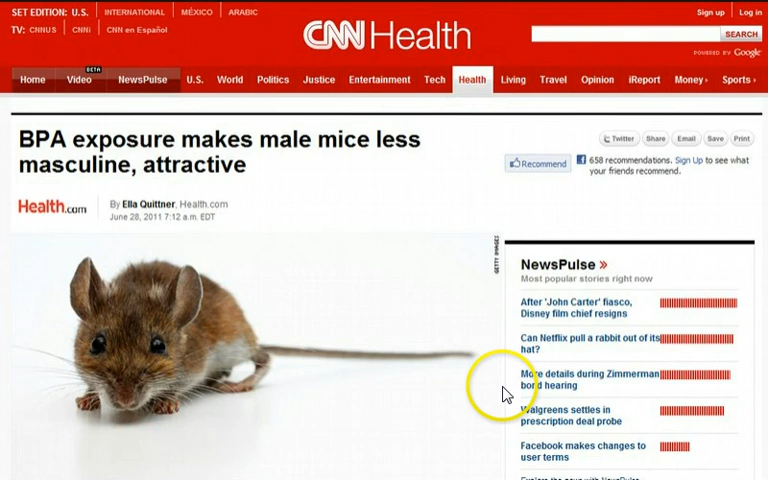 SET EDITION: U.S. INTERNATIONAL MÉXICO ARABIC
TV: CNNUS CNNi CNN en Español
CNN Health
Sign up Log in
SEARCH
POWERED BY Google
BETA
Home Video NewsPulse U.S. World Politics Justice Entertainment Tech Health Living Travel Opinion iReport Money Sports
BPA exposure makes male mice less
masculine, attractive
Twitter Share Email Save Print
Recommend
658 recommendations. Sign Up to see what
your friends recommend.
Health.com
By Ella Quittner, Health.com
June 28, 2011 7:12 a.m. EDT
GETTY IMAGES
NewsPulse »
Most popular stories right now
After 'John Carter' fiasco,
Disney film chief resigns
Can Netflix pull a rabbit out of its
hat?
More details during Zimmerman
bond hearing
Walgreens settles in
prescription deal probe
Facebook makes changes to
user terms